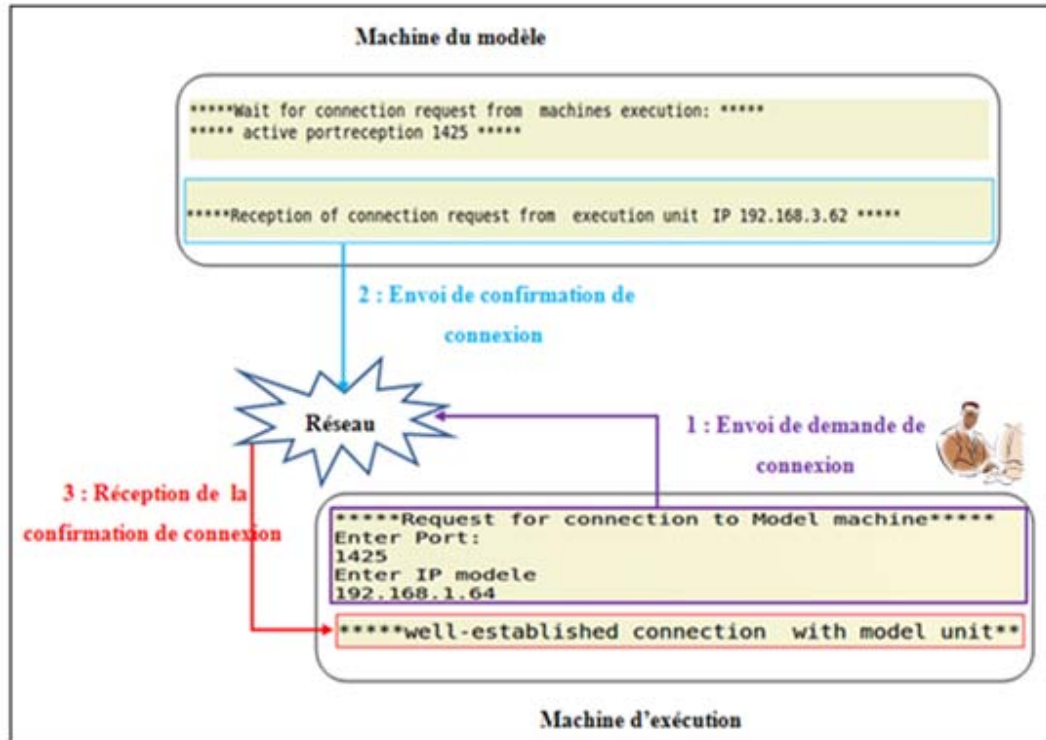 Machine du modèle
*****Wait for connection request from machines execution: *****
***** active portreception 1425 *****
*****Reception of connection request from execution unit IP 192.168.3.62 *****
2 : Envoi de confirmation de
connexion
Réseau
1 : Envoi de demande de
connexion
3 : Réception de la
confirmation de connexion
*****Request for connection to Model machine*****
Enter Port:
1425
Enter IP modele
192.168.1.64
*****well-established connection with model unit**
Machine d'exécution